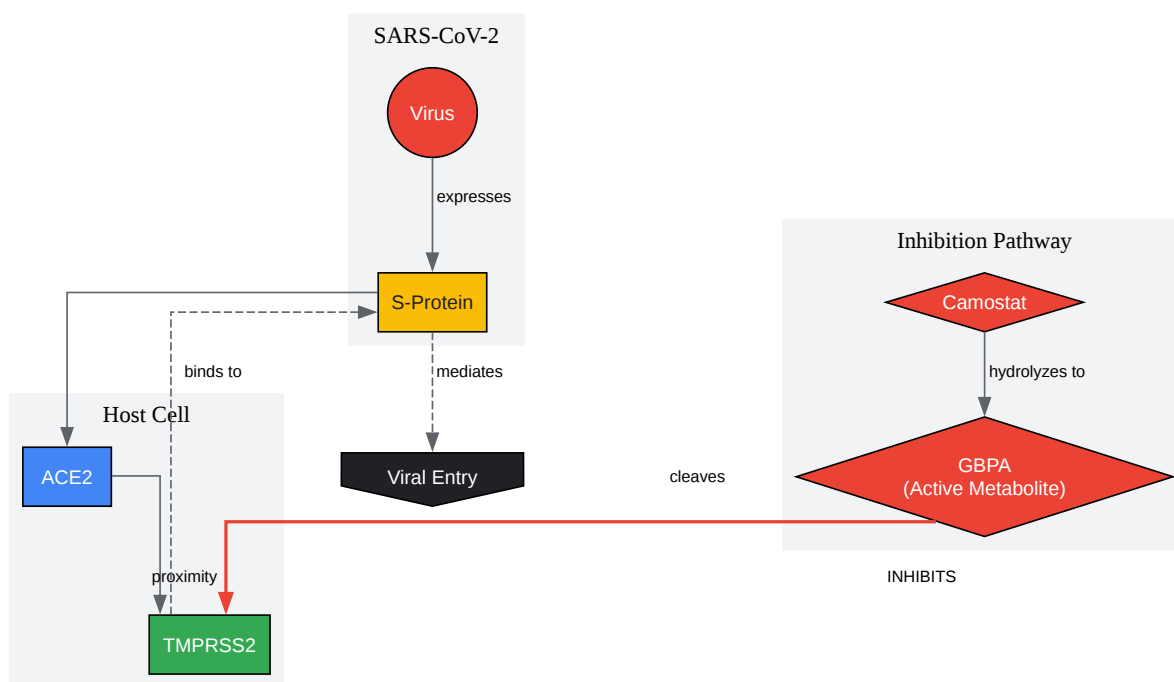 SARS-CoV-2
Virus
expresses
Inhibition Pathway
S-Protein
Camostat
binds to
mediates
hydrolyzes to
Host Cell
ACE2
Viral Entry
cleaves
GBPA
(Active Metabolite)
proximity
INHIBITS
TMPRSS2